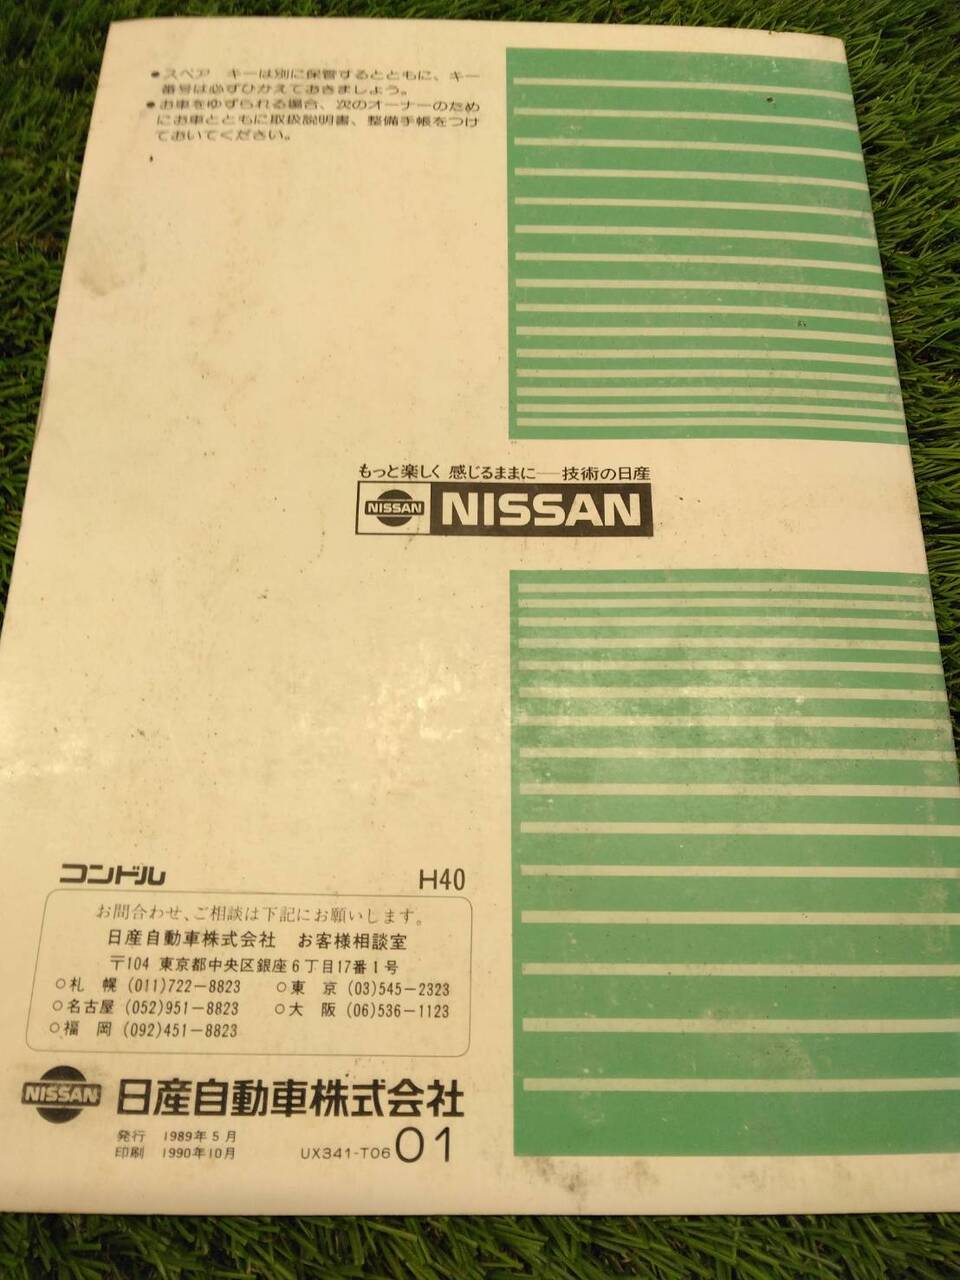 ●スペア　キーは別に保管するとともに、キー
番号は必ずひかえておきましょう。
●お車をゆずられる場合、次のオーナーのため
にお車とともに取扱説明書、整備手帳をつけ
ておいてください。
もっと楽しく 感じるままに──技術の日産
NISSAN NISSAN
コンドル H40
お問合わせ、ご相談は下記にお願いします。
日産自動車株式会社　お客様相談室
〒104 東京都中央区銀座6丁目17番1号
○札　幌 (011)722-8823 ○東　京 (03)545-2323
○名古屋 (052)951-8823 ○大　阪 (06)536-1123
○福　岡 (092)451-8823
NISSAN 日産自動車株式会社
発行　1989年5月
印刷　1990年10月 UX341-T06 01